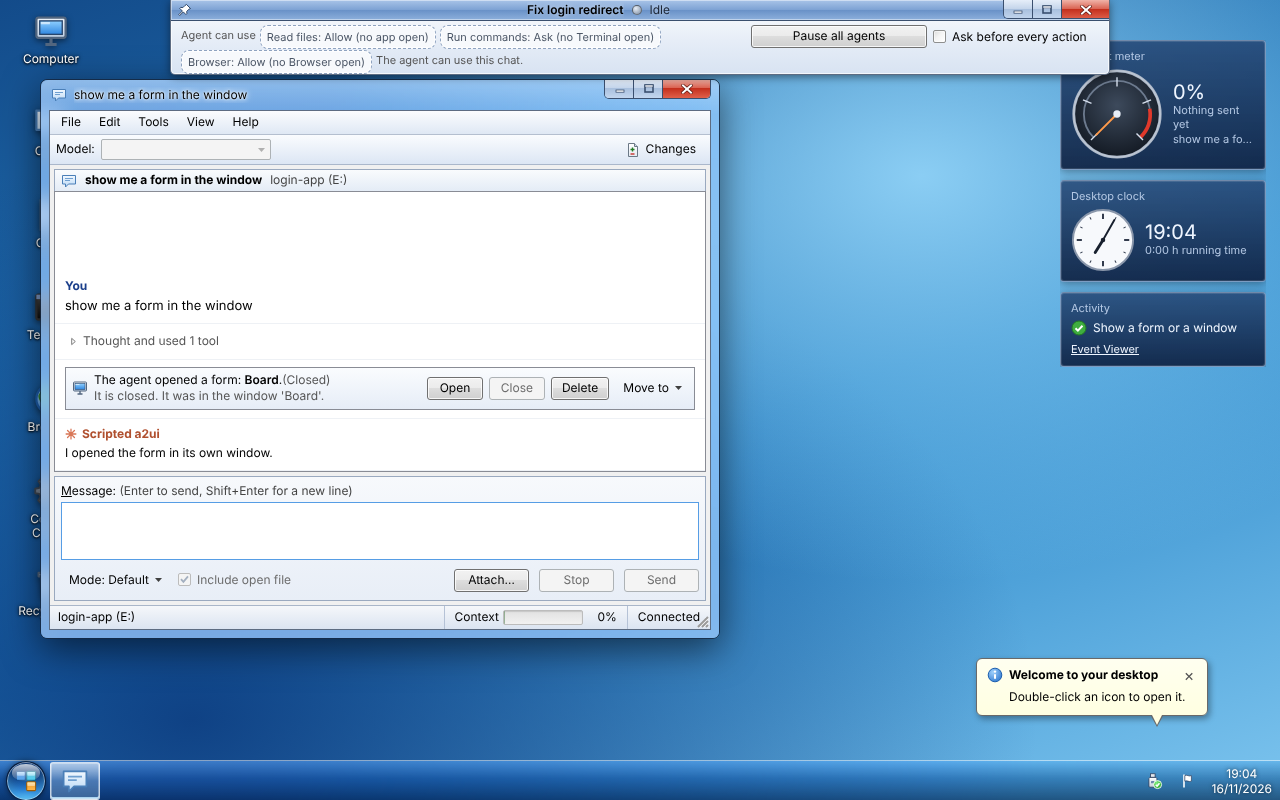 Fix login redirect
Idle
Agent can use
Read files: Allow (no app open)
Run commands: Ask (no Terminal open)
Browser: Allow (no Browser open)
The agent can use this chat.
Pause all agents
Ask before every action
Computer
show me a form in the window
File
Edit
Tools
View
Help
Model:
Changes
show me a form in the window
login-app (E:)
You
show me a form in the window
Thought and used 1 tool
The agent opened a form: Board.(Closed)
It is closed. It was in the window 'Board'.
Open
Close
Delete
Move to
Scripted a2ui
I opened the form in its own window.
Message: (Enter to send, Shift+Enter for a new line)
Mode: Default
Include open file
Attach...
Stop
Send
login-app (E:)
Context
0%
Connected
meter
0%
Nothing sent
yet
show me a fo...
Desktop clock
19:04
0:00 h running time
Activity
Show a form or a window
Event Viewer
Welcome to your desktop
Double-click an icon to open it.
19:04
16/11/2026